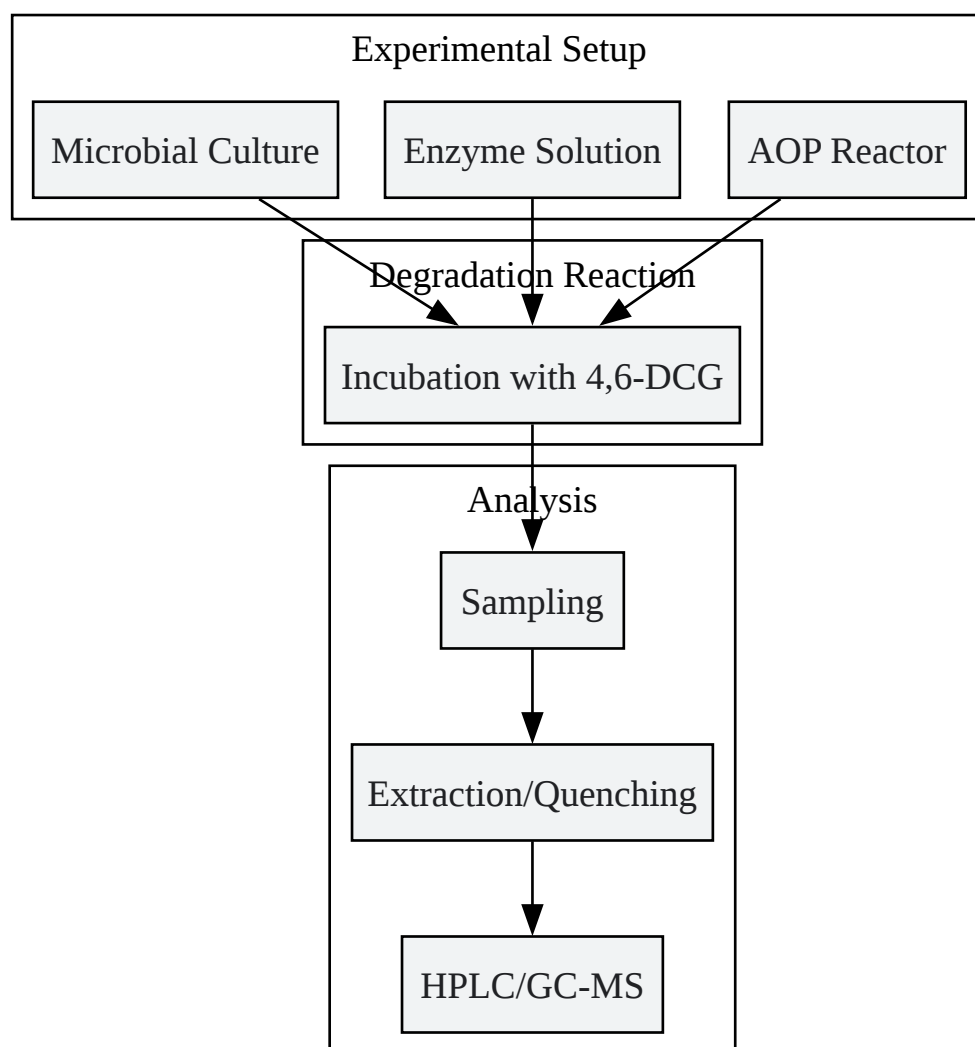 Experimental Setup
Microbial Culture
Enzyme Solution
AOP Reactor
Degradation Reaction
Incubation with 4,6-DCG
Analysis
Sampling
Extraction/Quenching
HPLC/GC-MS